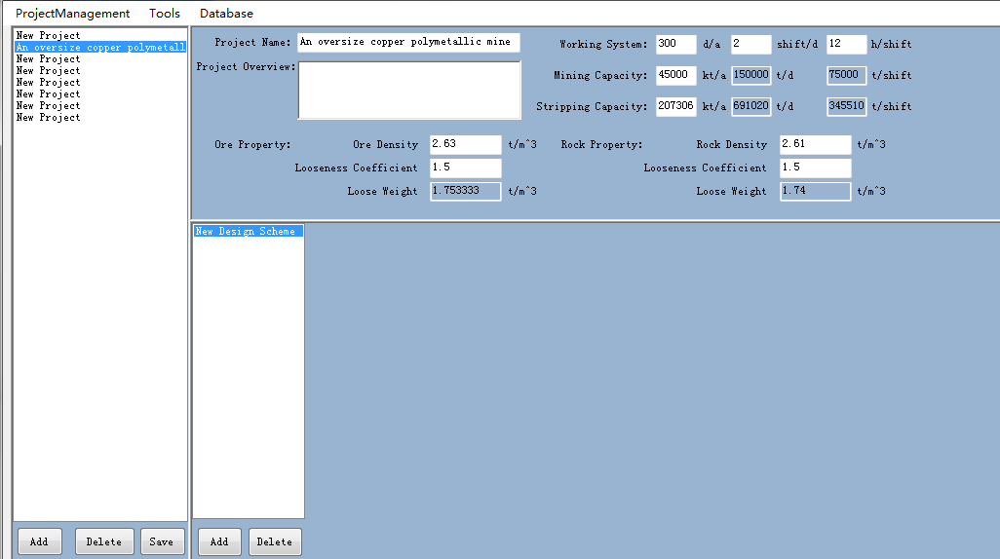 ProjectManagement Tools Database
New Project
An oversize copper polymetall
New Project
New Project
New Project
New Project
New Project
New Project
Add Delete Save
Project Name: An oversize copper polymetallic mine
Project Overview:
Working System: 300 d/a 2 shift/d 12 h/shift
Mining Capacity: 45000 kt/a 150000 t/d 75000 t/shift
Stripping Capacity: 207306 kt/a 691020 t/d 345510 t/shift
Ore Property: Ore Density 2.63 t/m^3 Rock Property: Rock Density 2.61 t/m^3
Looseness Coefficient 1.5 Looseness Coefficient 1.5
Loose Weight 1.753333 t/m^3 Loose Weight 1.74 t/m^3
New Design Scheme
Add Delete